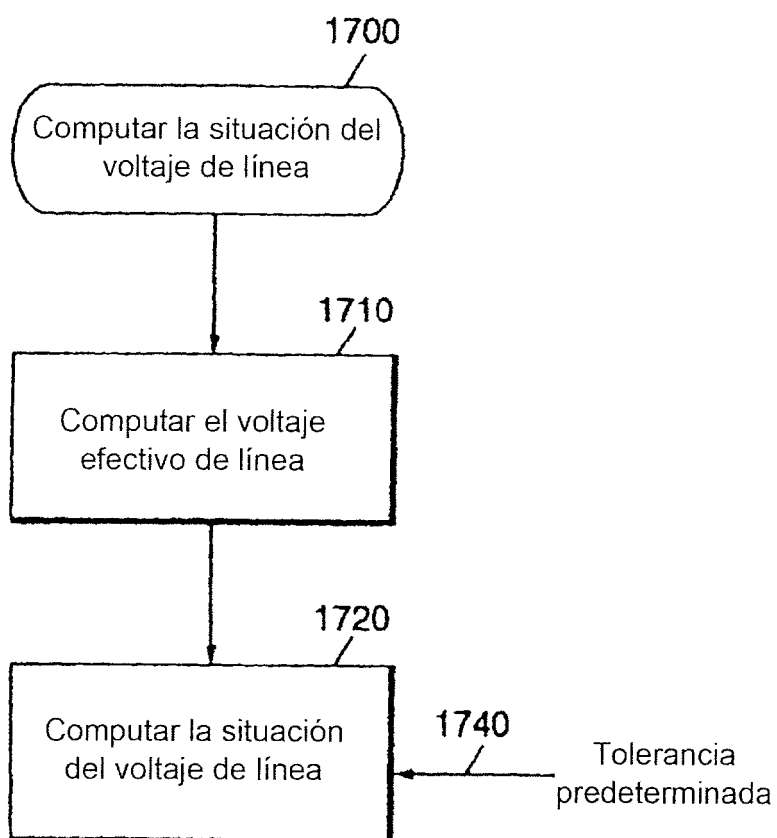 1700
Computar la situación del
voltaje de línea
1710
Computar el voltaje
efectivo de línea
1720
Computar la situación
del voltaje de línea
1740
Tolerancia
predeterminada